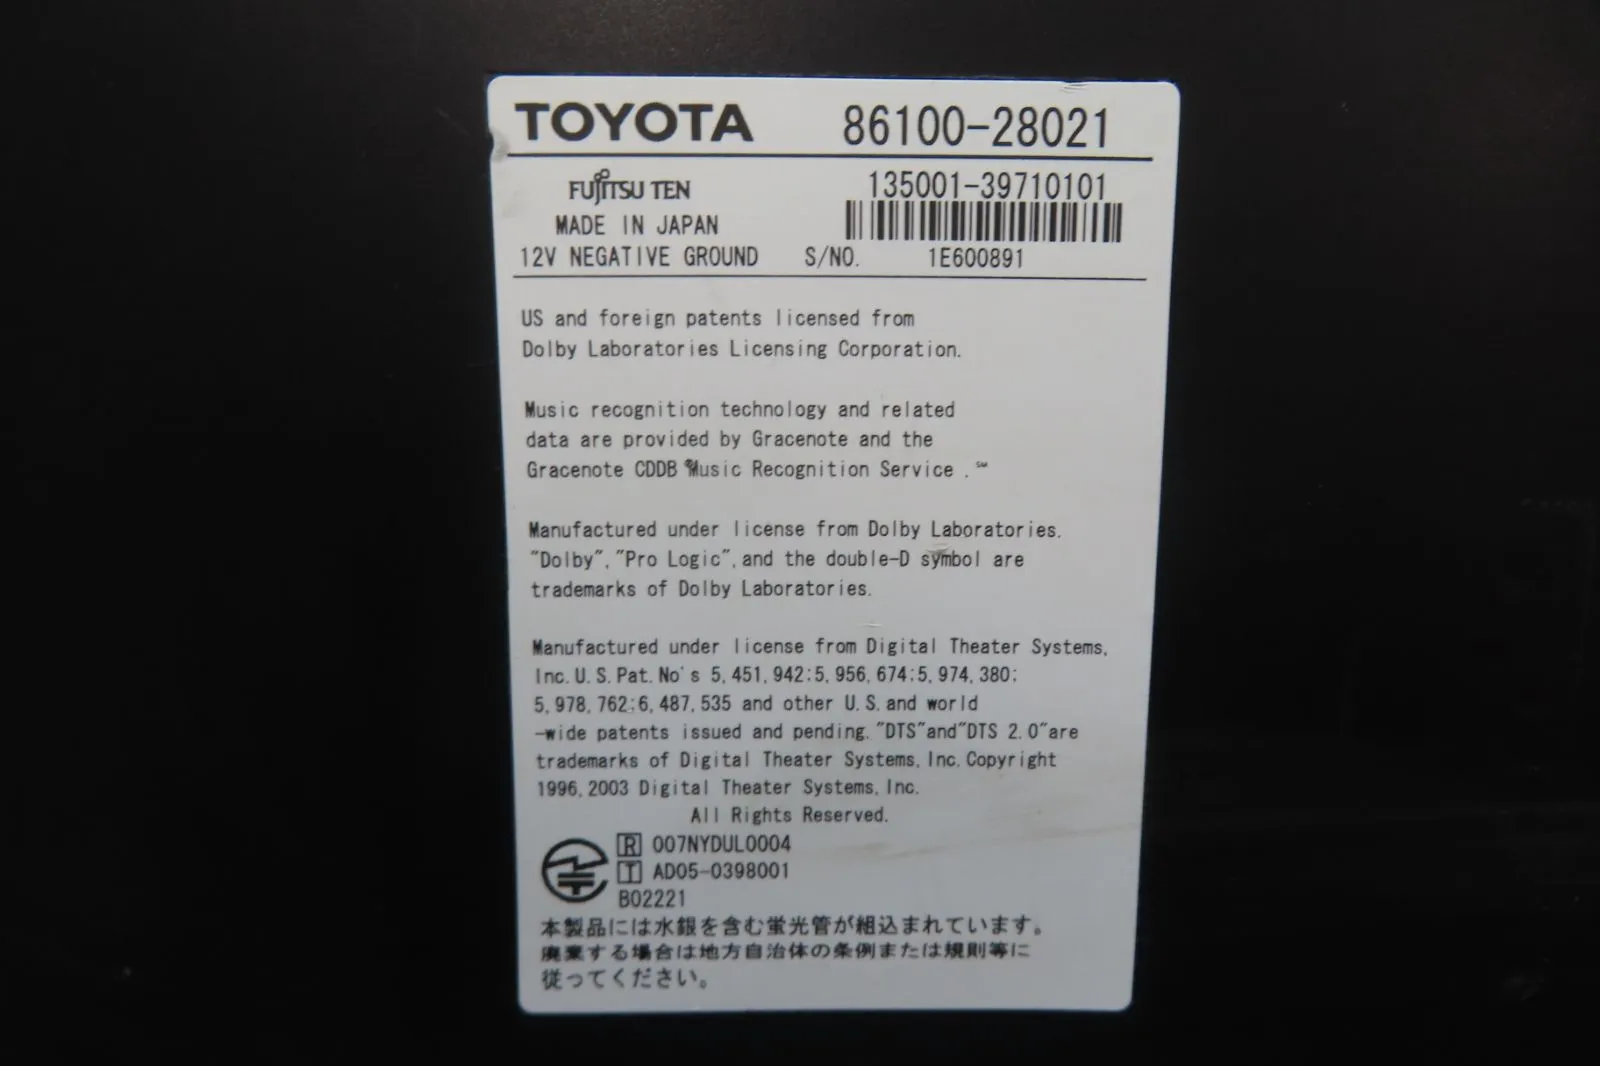 TOYOTA 86100-28021
FUJITSU TEN 135001-39710101
MADE IN JAPAN
12V NEGATIVE GROUND S/NO. 1E600891
US and foreign patents licensed from
Dolby Laboratories Licensing Corporation.
Music recognition technology and related
data are provided by Gracenote and the
Gracenote CDDB® Music Recognition Service .℠
Manufactured under license from Dolby Laboratories.
"Dolby","Pro Logic",and the double-D symbol are
trademarks of Dolby Laboratories.
Manufactured under license from Digital Theater Systems,
Inc.U.S.Pat.No's 5,451,942;5,956,674;5,974,380;
5,978,762;6,487,535 and other U.S.and world
-wide patents issued and pending."DTS"and"DTS 2.0"are
trademarks of Digital Theater Systems,Inc.Copyright
1996,2003 Digital Theater Systems,Inc.
All Rights Reserved.
R 007NYDUL0004
T AD05-0398001
B02221
本製品には水銀を含む蛍光管が組込まれています。
廃棄する場合は地方自治体の条例または規則等に
従ってください。